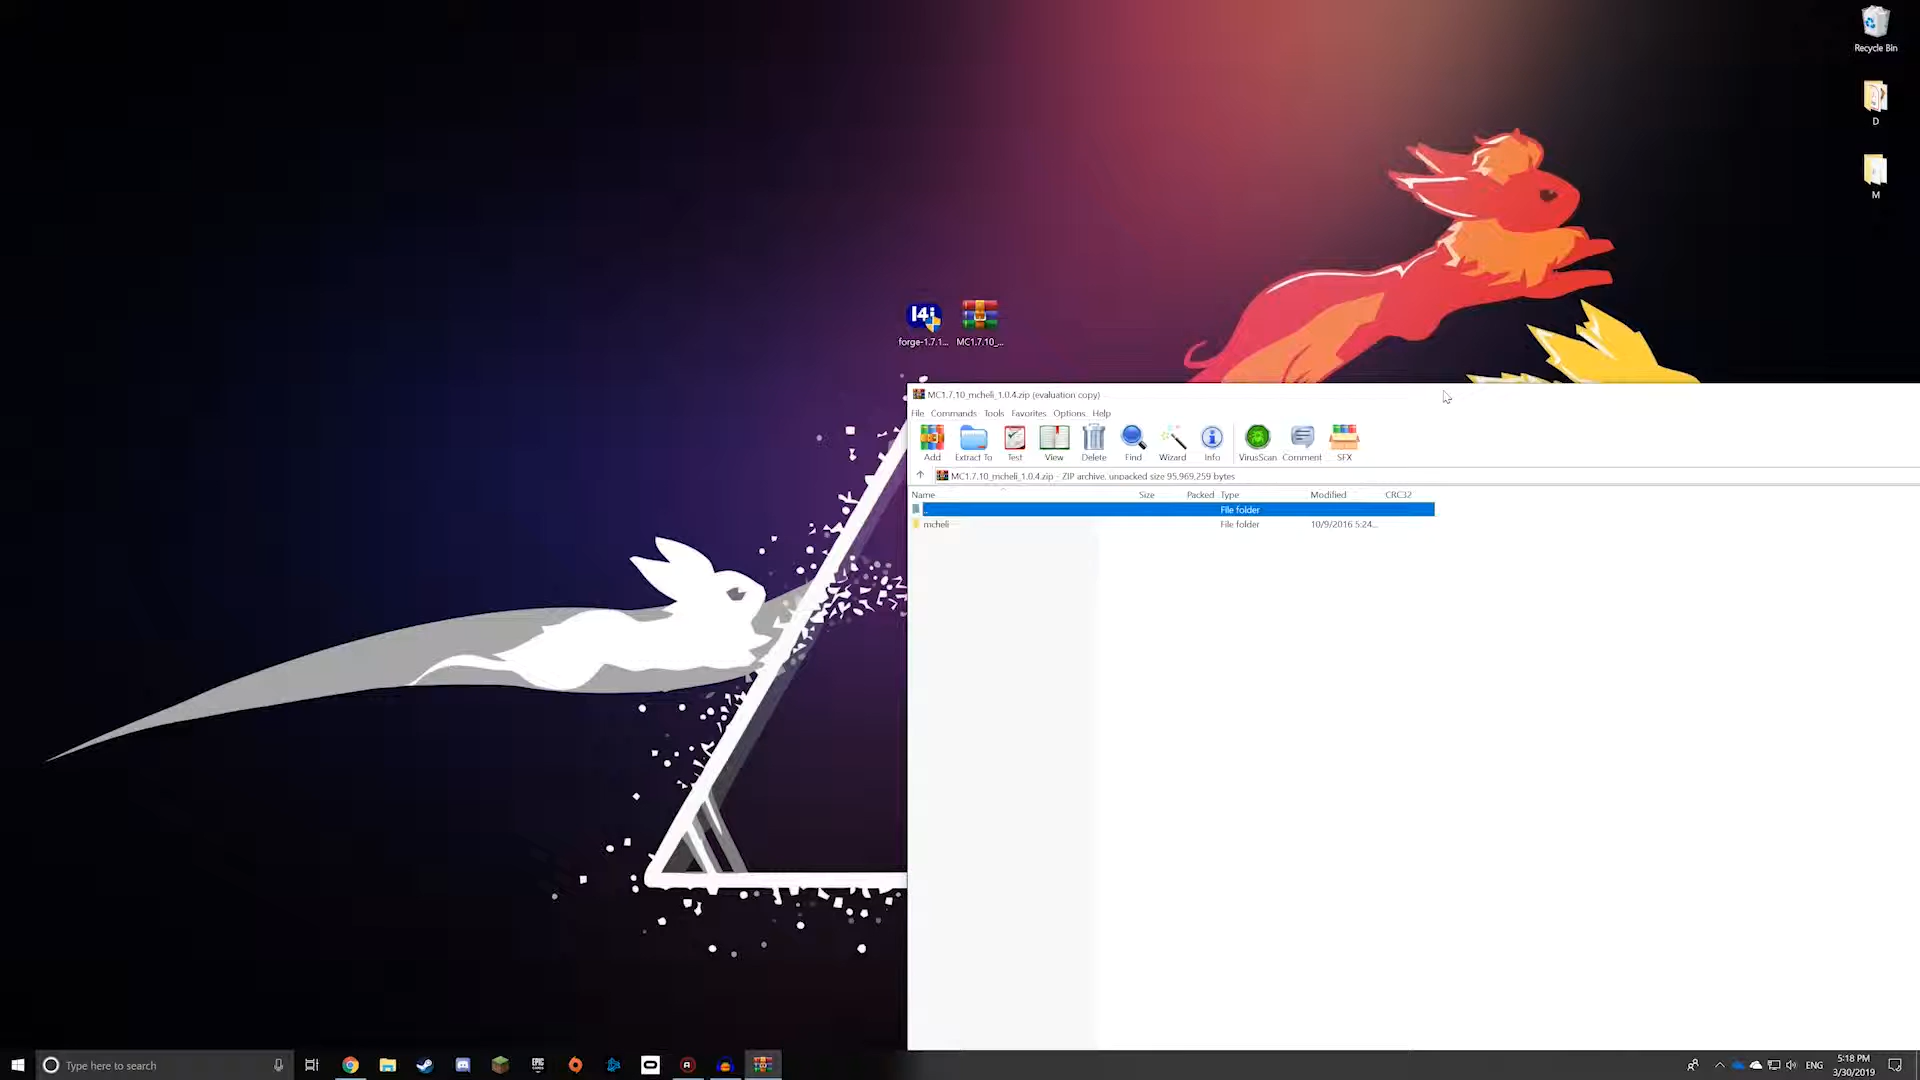 Recycle Bin
D
M
14i
forge-1.7.1...
MC1.7.10_...
MC1.7.10_mcheli_1.0.4.zip (evaluation copy)
File Commands Tools Favorites Options Help
Add Extract To Test View Delete Find Wizard Info VirusScan Comment SFX
MC1.7.10_mcheli_1.0.4.zip - ZIP archive, unpacked size 95,969,259 bytes
Name Size Packed Type Modified CRC32
.. File folder
mcheli File folder 10/9/2016 5:24...
Type here to search
EPIC GAMES
ENG
5:18 PM
3/30/2019